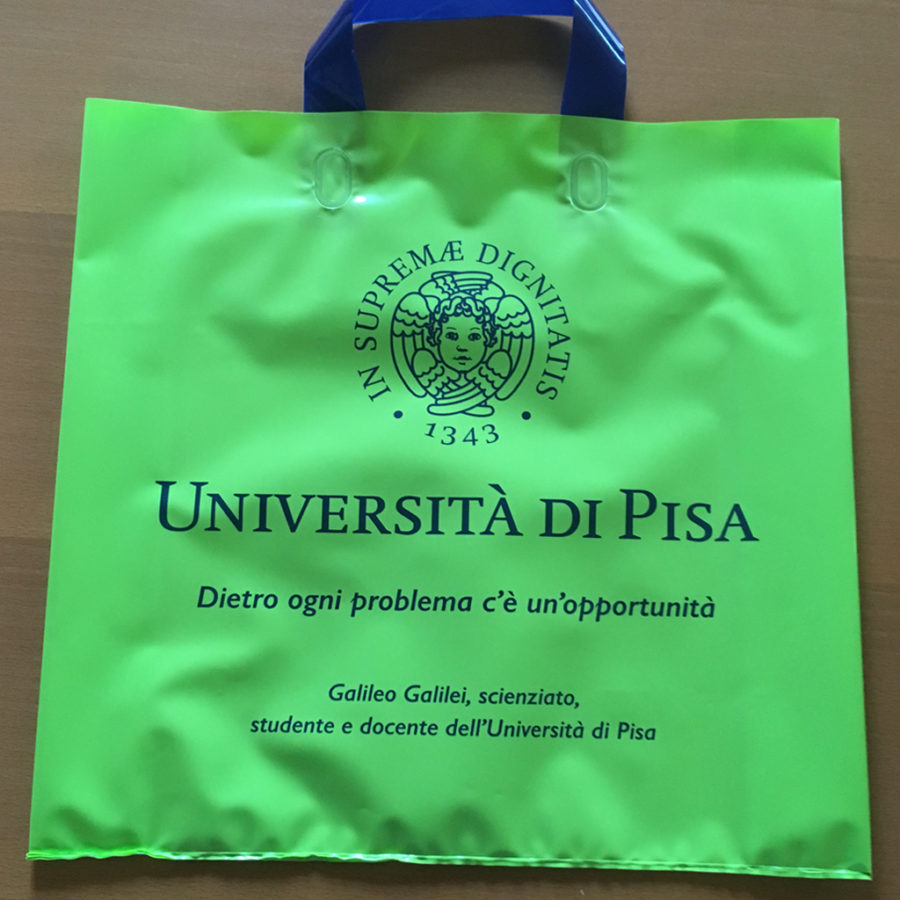 IN SUPREMÆ DIGNITATIS
• 1343 •
UNIVERSITÀ DI PISA
Dietro ogni problema c'è un'opportunità
Galileo Galilei, scienziato,
studente e docente dell'Università di Pisa